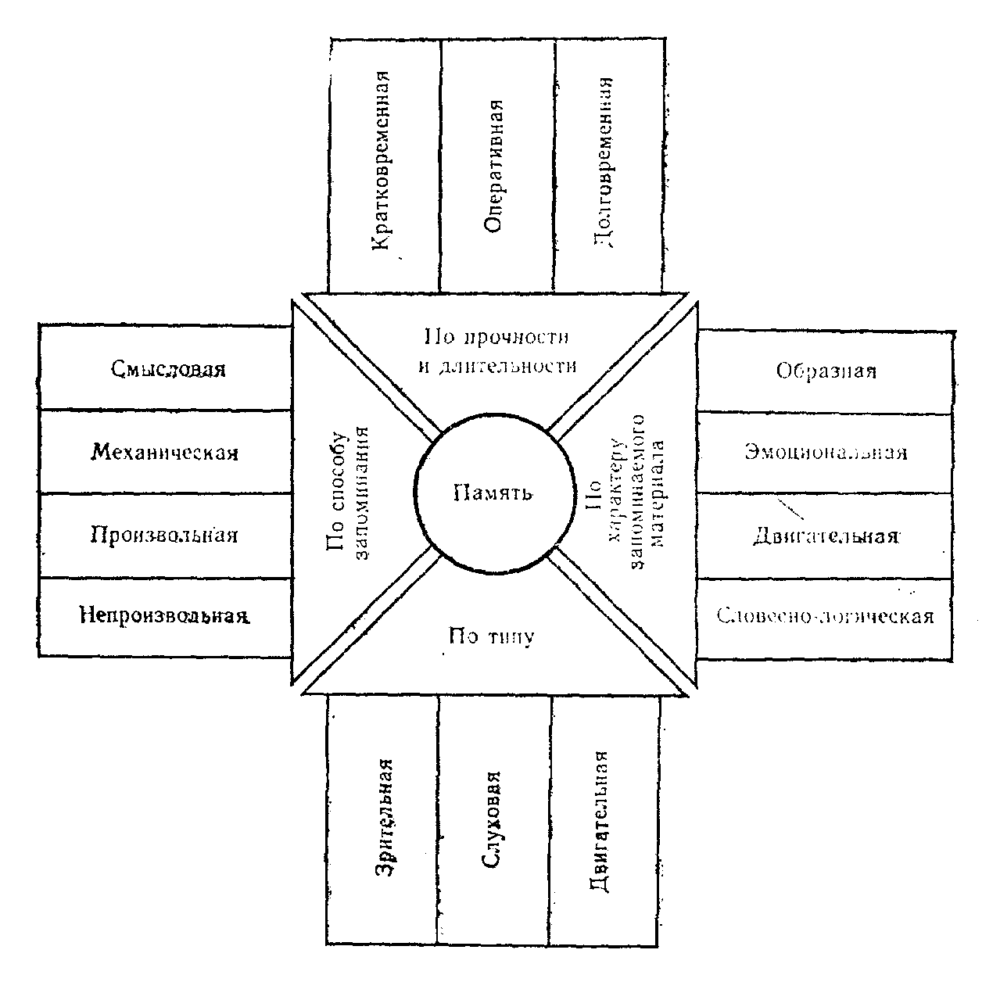 Кратковременная
Оперативная
Долговременная
По прочности
и длительности
Смысловая
Механическая
Произвольная
Непроизвольная
По способу
запоминания
Память
По
характеру
запоминаемого
материала
Образная
Эмоциональная
Двигательная
Словесно-логическая
По типу
Зрительная
Слуховая
Двигательная